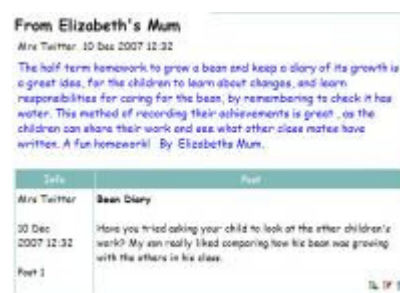 From Elizabeth's Mum
Mrs Twitter 10 Dec 2007 12:32
The half term homework to grow a bean and keep a diary of its growth is
a great idea, for the children to learn about changes, and learn
responsibilities for caring for the bean, by remembering to check it has
water. This method of recording their achievements is great , as the
children can share their work and see what other class mates have
written. A fun homework! By Elizabeths Mum.
Info Post
Mrs Twitter Bean Diary
10 Dec Have you tried asking your child to look at the other children's
2007 12:32 work? My son really liked comparing how his bean was growing
with the others in his class.
Post 1